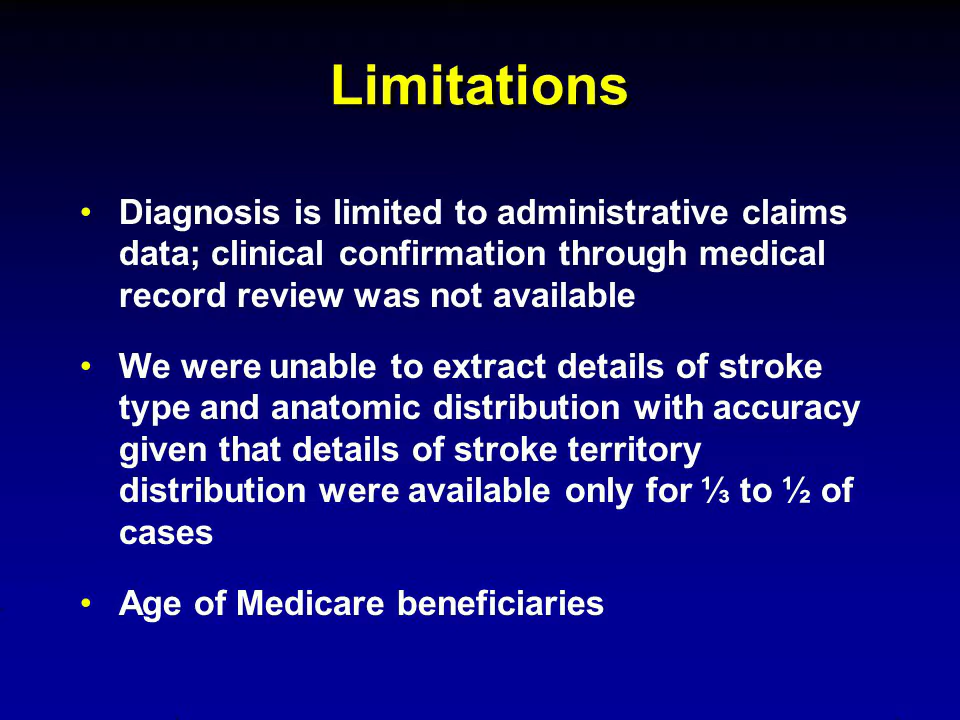 Limitations
• Diagnosis is limited to administrative claims
data; clinical confirmation through medical
record review was not available
• We were unable to extract details of stroke
type and anatomic distribution with accuracy
given that details of stroke territory
distribution were available only for ⅓ to ½ of
cases
• Age of Medicare beneficiaries